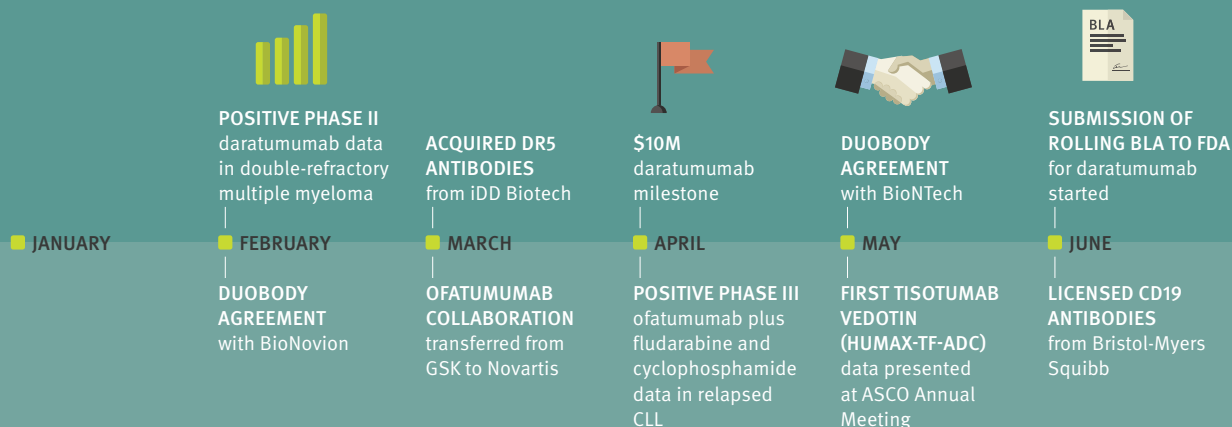 BLA
POSITIVE PHASE II
daratumumab data
in double-refractory
multiple myeloma
ACQUIRED DR5
ANTIBODIES
from iDD Biotech
$10M
daratumumab
milestone
DUOBODY
AGREEMENT
with BioNTech
SUBMISSION OF
ROLLING BLA TO FDA
for daratumumab
started
JANUARY
FEBRUARY
MARCH
APRIL
MAY
JUNE
DUOBODY
AGREEMENT
with BioNovion
OFATUMUMAB
COLLABORATION
transferred from
GSK to Novartis
POSITIVE PHASE III
ofatumumab plus
fludarabine and
cyclophosphamide
data in relapsed
CLL
FIRST TISOTUMAB
VEDOTIN
(HUMAX-TF-ADC)
data presented
at ASCO Annual
Meeting
LICENSED CD19
ANTIBODIES
from Bristol-Myers
Squibb